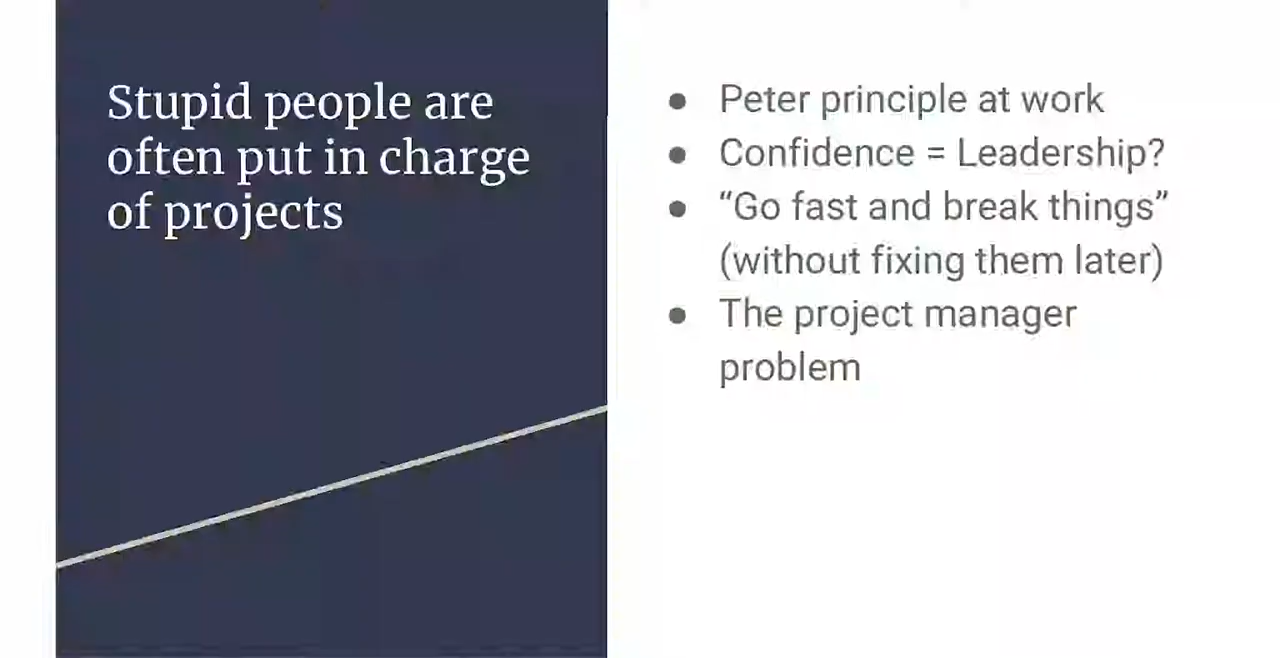 Stupid people are
often put in charge
of projects
● Peter principle at work
● Confidence = Leadership?
● “Go fast and break things”
(without fixing them later)
● The project manager
problem